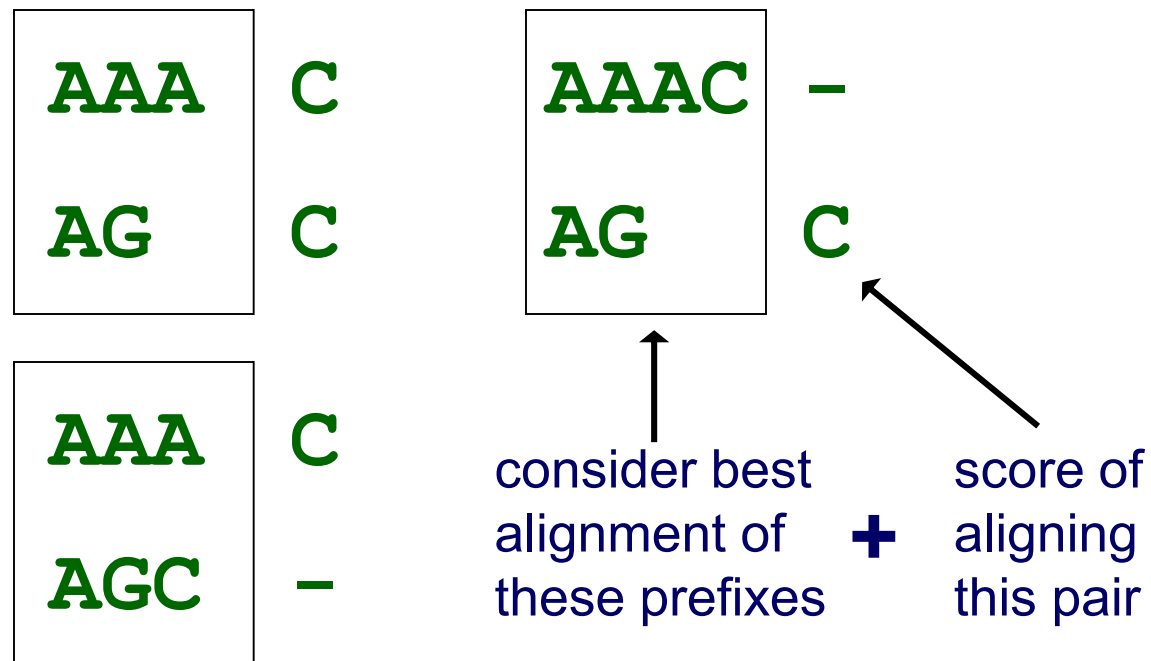 AAA C
AG C
AAAC -
AG C
AAA C
AGC -
consider best
alignment of
these prefixes
+
score of
aligning
this pair